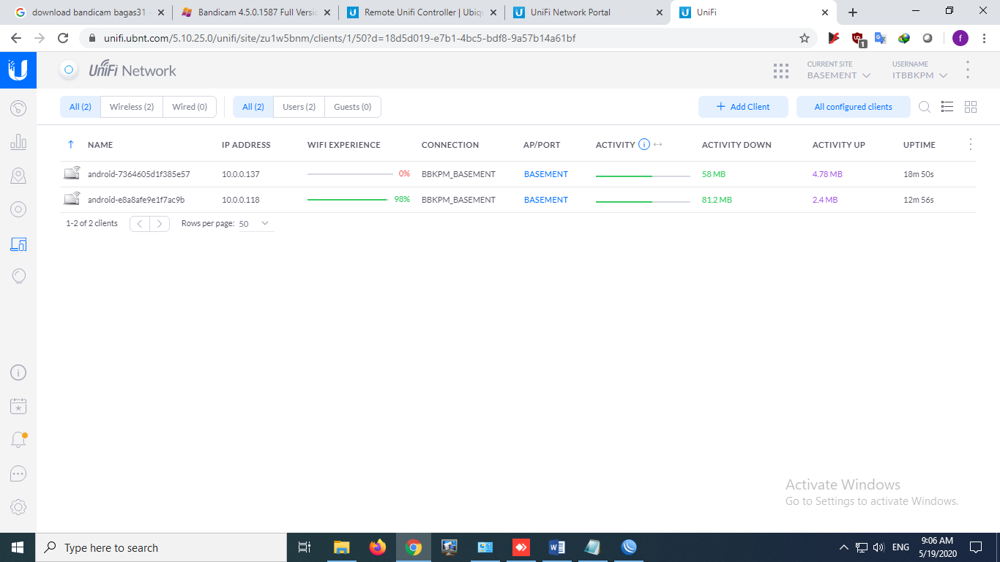 download bandicam bagas31
Bandicam 4.5.0.1587 Full Versio
Remote Unifi Controller | Ubiqu
UniFi Network Portal
UniFi
unifi.ubnt.com/5.10.25.0/unifi/site/zu1w5bnm/clients/1/50?d=18d5d019-e7b1-4bc5-bdf8-9a57b14a61bf
1
f
U
UniFi Network
CURRENT SITE
BASEMENT
USERNAME
ITBBKPM
All (2) Wireless (2) Wired (0) All (2) Users (2) Guests (0) + Add Client All configured clients
NAME IP ADDRESS WIFI EXPERIENCE CONNECTION AP/PORT ACTIVITY ACTIVITY DOWN ACTIVITY UP UPTIME
android-7364605d1f385e57 10.0.0.137 0% BBKPM_BASEMENT BASEMENT 58 MB 4.78 MB 18m 50s
android-e8a8afe9e1f7ac9b 10.0.0.118 98% BBKPM_BASEMENT BASEMENT 81.2 MB 2.4 MB 12m 56s
1-2 of 2 clients Rows per page: 50
Activate Windows
Go to Settings to activate Windows.
Type here to search
ENG
9:06 AM
5/19/2020